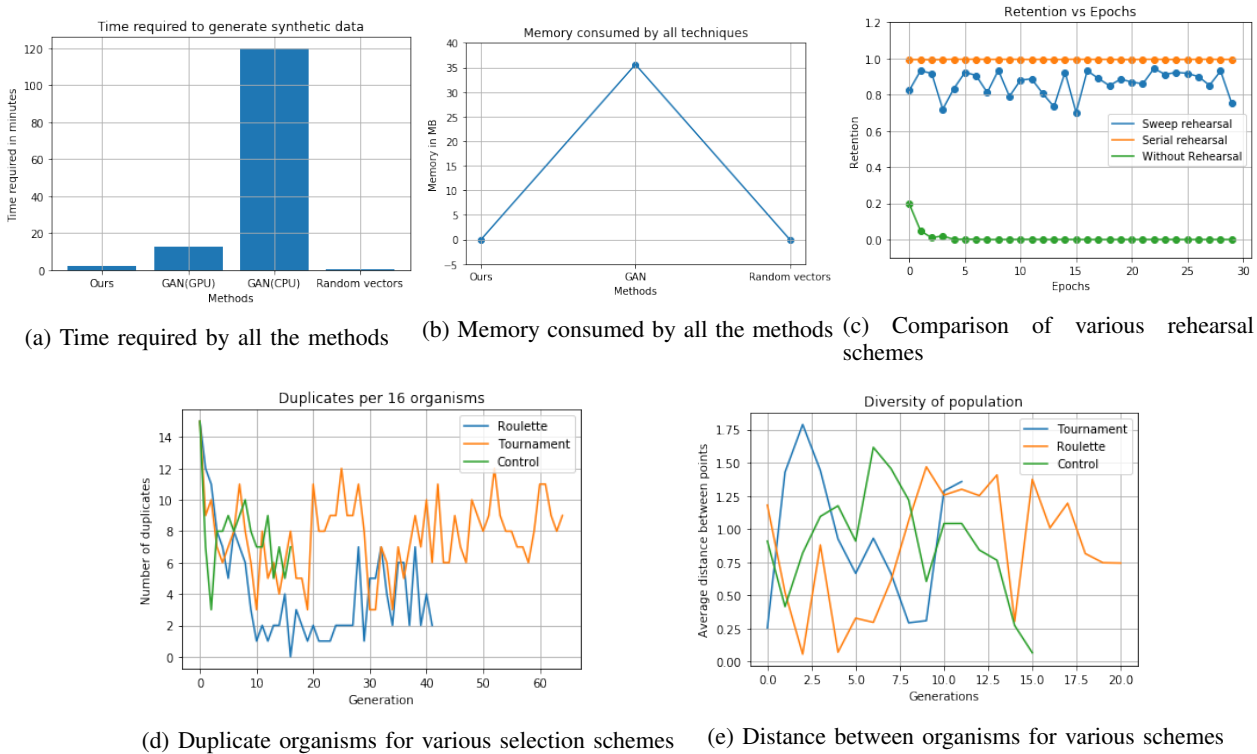 Time required to generate synthetic data
120
100
80
60
40
20
0
Time required in minutes
Ours
GAN(GPU)
GAN(CPU)
Random vectors
Methods
(a) Time required by all the methods
Memory consumed by all techniques
40
35
30
25
20
15
10
5
0
−5
Memory in MB
Ours
GAN
Random vectors
Methods
(b) Memory consumed by all the methods
Retention vs Epochs
1.2
1.0
0.8
0.6
0.4
0.2
0.0
Retention
Sweep rehearsal
Serial rehearsal
Without Rehearsal
0 5 10 15 20 25 30
Epochs
(c) Comparison of various rehearsal
schemes
Duplicates per 16 organisms
14
12
10
8
6
4
2
0
Number of duplicates
Roulette
Tournament
Control
0 10 20 30 40 50 60
Generation
(d) Duplicate organisms for various selection schemes
Diversity of population
1.75
1.50
1.25
1.00
0.75
0.50
0.25
0.00
Average distance between points
Tournament
Roulette
Control
0.0 2.5 5.0 7.5 10.0 12.5 15.0 17.5 20.0
Generations
(e) Distance between organisms for various schemes